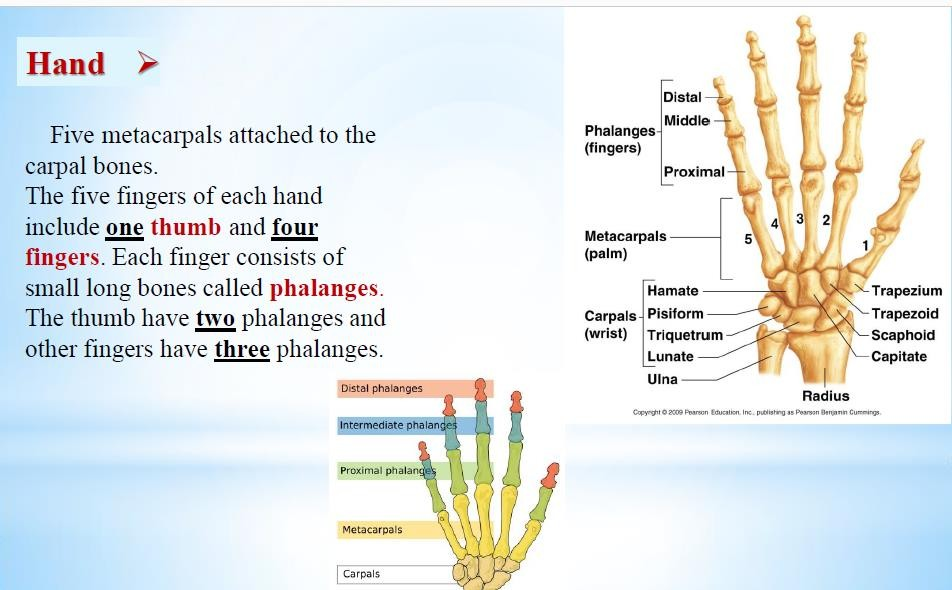 Hand ➢
Five metacarpals attached to the
carpal bones.
The five fingers of each hand
include one thumb and four
fingers. Each finger consists of
small long bones called phalanges.
The thumb have two phalanges and
other fingers have three phalanges.
Distal
Middle
Phalanges
(fingers)
Proximal
4
3
2
5
1
Metacarpals
(palm)
Hamate
Pisiform
Carpals
(wrist)
Triquetrum
Lunate
Ulna
Trapezium
Trapezoid
Scaphoid
Capitate
Radius
Copyright © 2009 Pearson Education, Inc., publishing as Pearson Benjamin Cummings.
Distal phalanges
Intermediate phalanges
Proximal phalanges
Metacarpals
Carpals